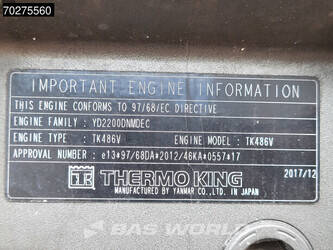 70275560
IMPORTANT ENGINE INFORMATION
THIS ENGINE CONFORMS TO 97/68/EC DIRECTIVE
ENGINE FAMILY : YD2200DNMDEC
ENGINE TYPE : TK486V ENGINE MODEL : TK486V
APPROVAL NUMBER : e13*97/68DA*2012/46KA*0557*17
THERMO KING 2017/12
MANUFACTURED BY YANMAR CO.,LTD. IN JAPAN
BAS WORLD